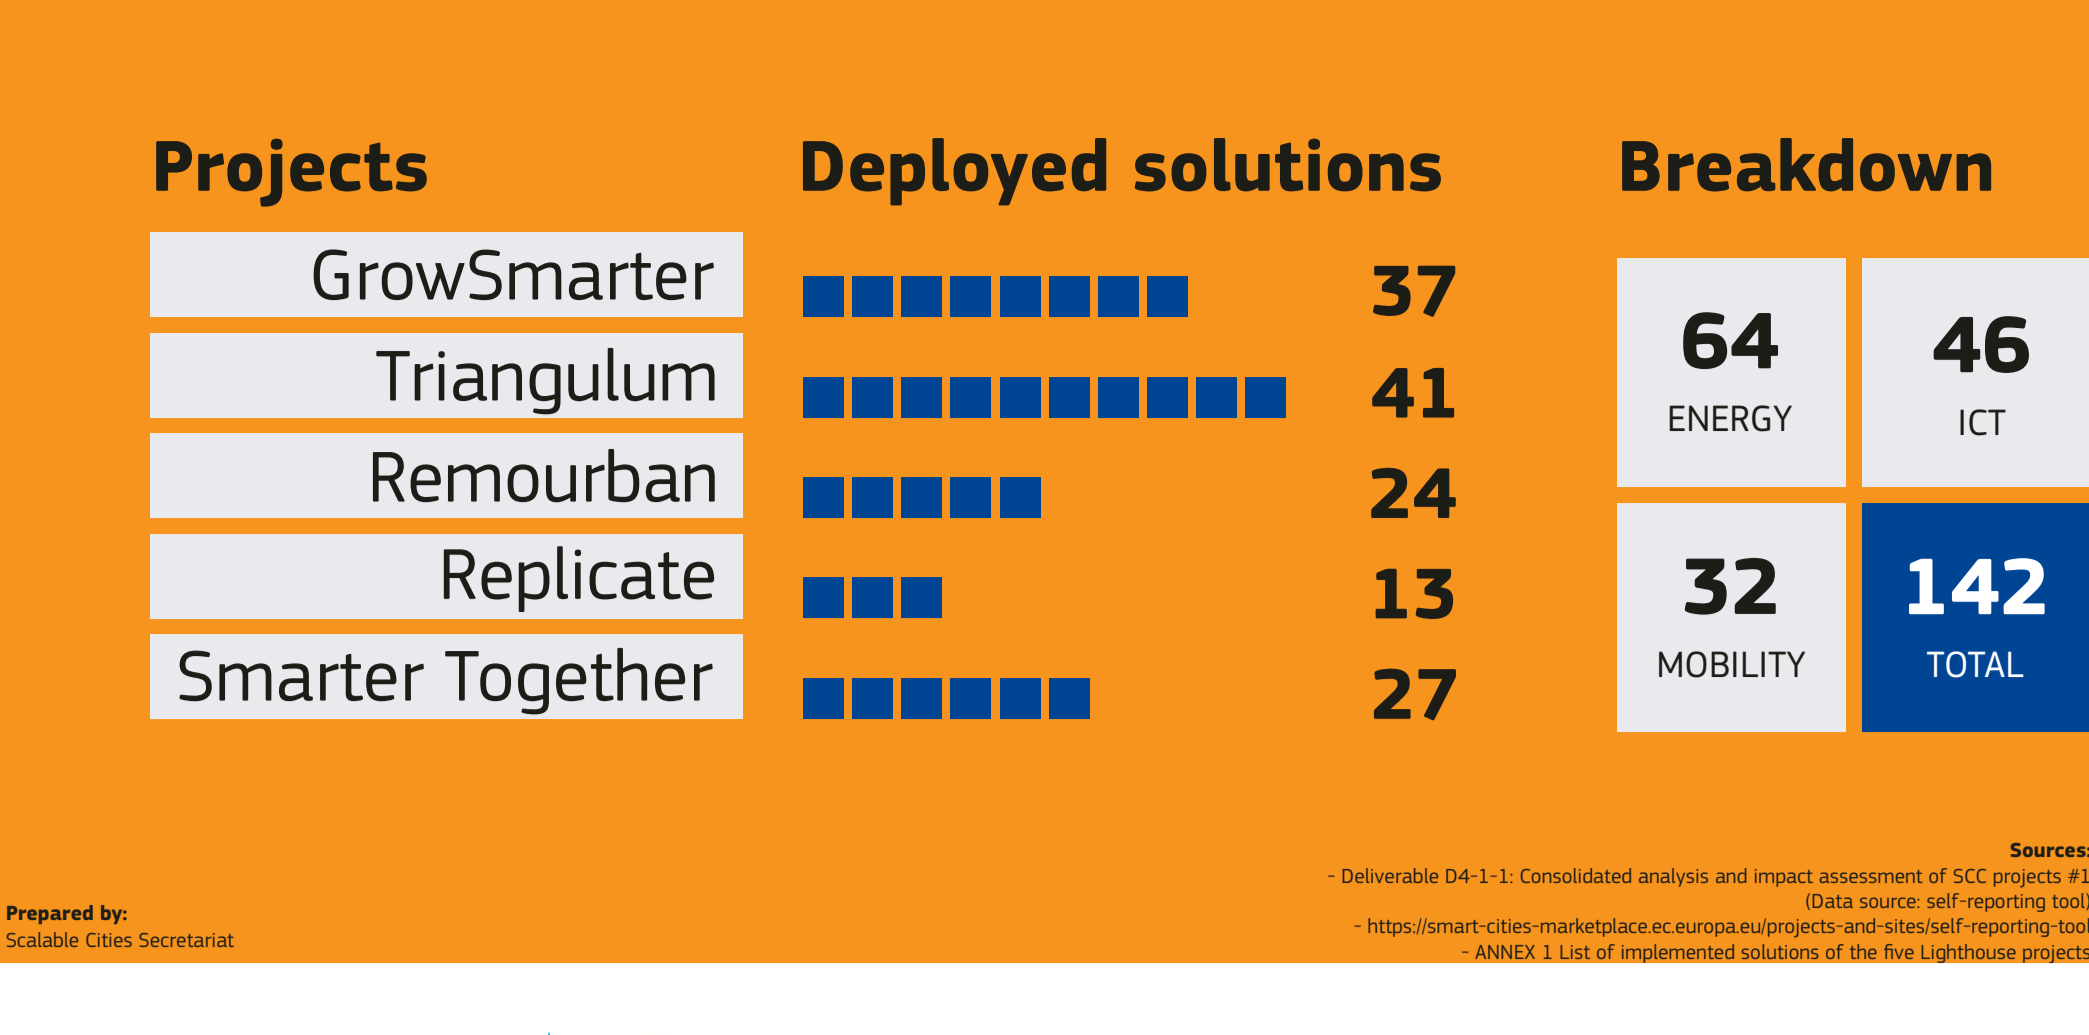 Projects
Deployed solutions
Breakdown
GrowSmarter
37
Triangulum
41
Remourban
24
Replicate
13
Smarter Together
27
64
ENERGY
46
ICT
32
MOBILITY
142
TOTAL
Prepared by:
Scalable Cities Secretariat
Sources:
- Deliverable D4-1-1: Consolidated analysis and impact assessment of SCC projects #1
(Data source: self-reporting tool)
- https://smart-cities-marketplace.ec.europa.eu/projects-and-sites/self-reporting-tool
- ANNEX 1 List of implemented solutions of the five Lighthouse projects